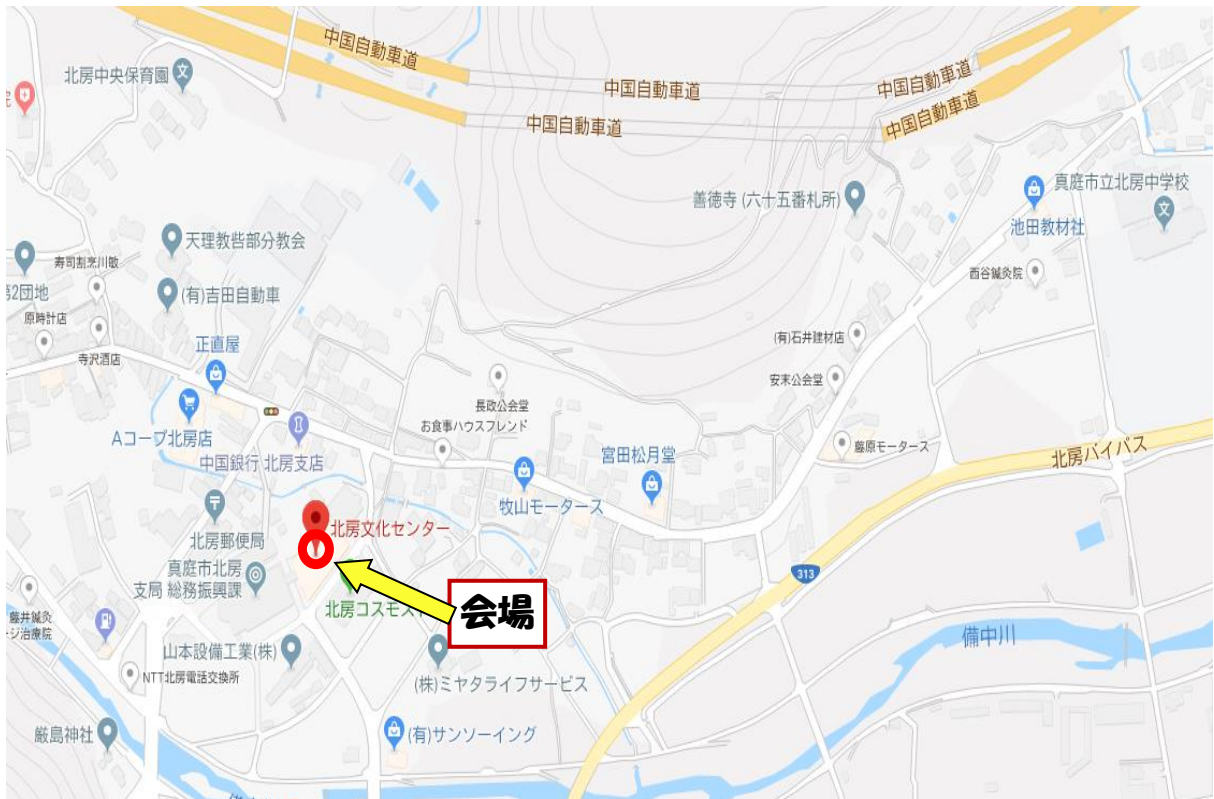 中国自動車道
中国自動車道
中国自動車道
中国自動車道
中国自動車道
北房中央保育園
院
善徳寺 (六十五番札所)
真庭市立北房中学校
池田教材社
天理教呰部分教会
寿司割烹川敏
西谷鍼灸院
第2団地
(有)吉田自動車
原時計店
寺沢酒店
正直屋
(有)石井建材店
安末公会堂
長政公会堂
お食事ハウスフレンド
Aコープ北房店
中国銀行 北房支店
宮田松月堂
藤原モータース
北房バイパス
牧山モータース
北房文化センター
北房郵便局
真庭市北房
支局 総務振興課
313
会場
北房コスモス
藤井鍼灸
ージ治療院
備中川
山本設備工業(株)
NTT北房電話交換所
(株)ミヤタライフサービス
厳島神社
(有)サンソーイング